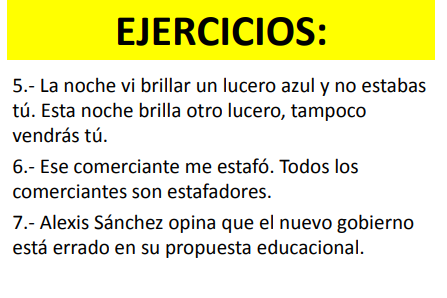 EJERCICIOS:
5.- La noche vi brillar un lucero azul y no estabas
tú. Esta noche brilla otro lucero, tampoco
vendrás tú.
6.- Ese comerciante me estafó. Todos los
comerciantes son estafadores.
7.- Alexis Sánchez opina que el nuevo gobierno
está errado en su propuesta educacional.